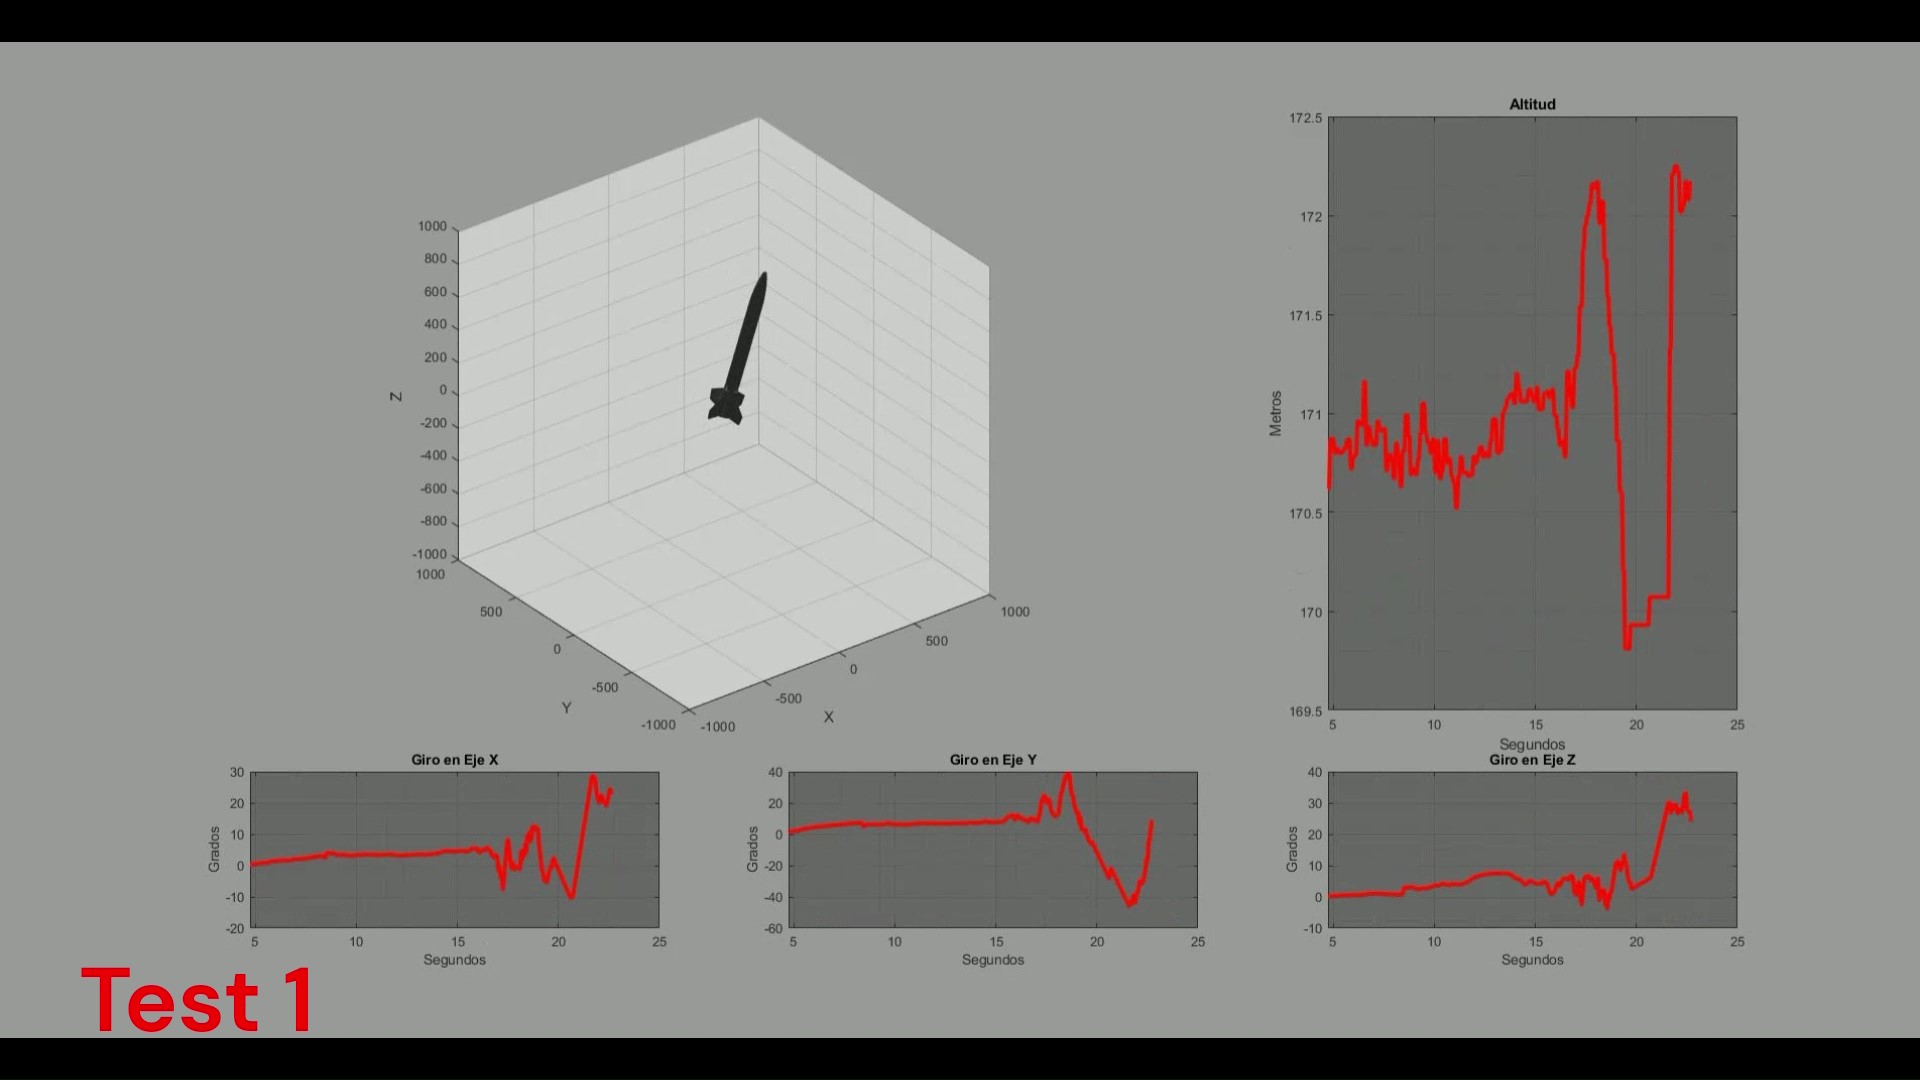 Altitud
172.5
172
171.5
171
170.5
170
169.5
Metros
5 10 15 20 25
Segundos
1000
800
600
400
200
0
-200
-400
-600
-800
-1000
Z
1000
500
0
-500
-1000
Y
-1000
-500
0
500
1000
X
Giro en Eje X
30
20
10
0
-10
-20
Grados
5 10 15 20 25
Segundos
Giro en Eje Y
40
20
0
-20
-40
-60
Grados
5 10 15 20 25
Segundos
Giro en Eje Z
40
30
20
10
0
-10
Grados
5 10 15 20 25
Segundos
Test 1